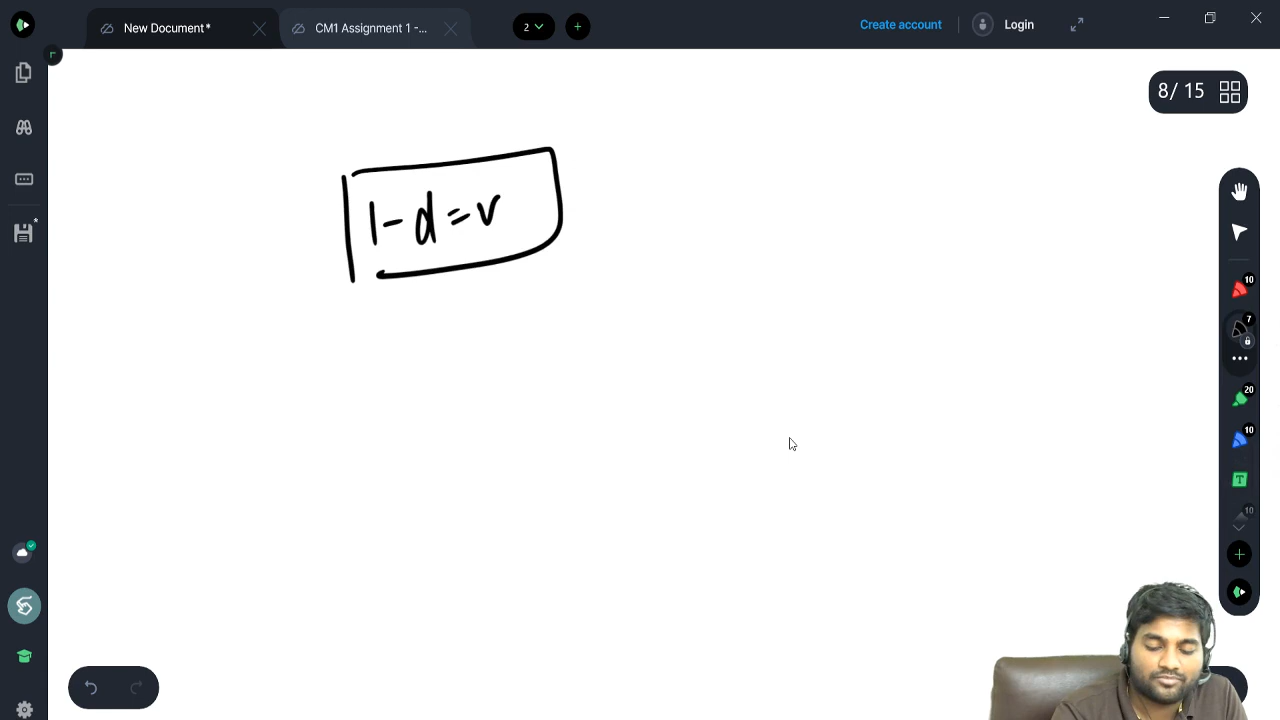 New Document*
CM1 Assignment 1 -...
2
+
Create account
Login
8/ 15
1 - d = v
10
7
20
10
T
10